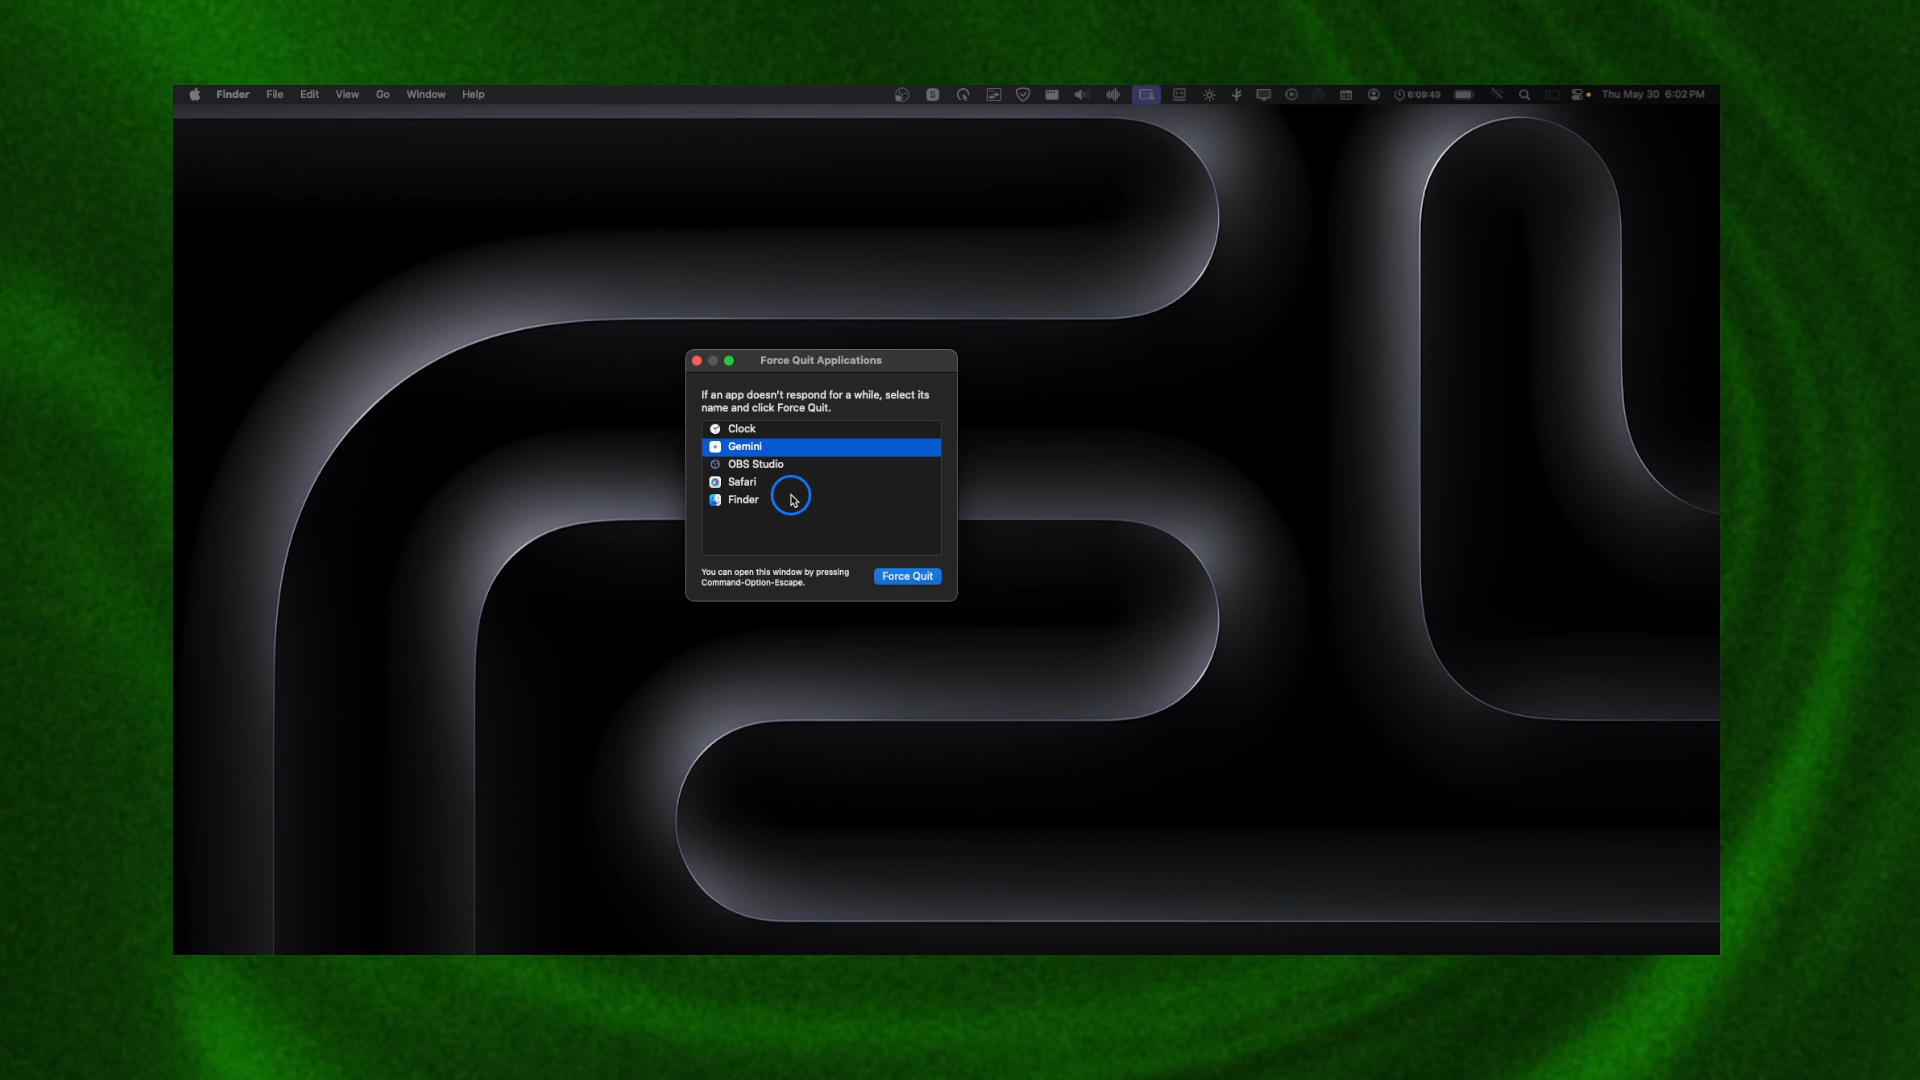 Finder File Edit View Go Window Help 6:09:49 Thu May 30 6:02 PM
Force Quit Applications
If an app doesn't respond for a while, select its
name and click Force Quit.
Clock
Gemini
OBS Studio
Safari
Finder
You can open this window by pressing
Command-Option-Escape.
Force Quit